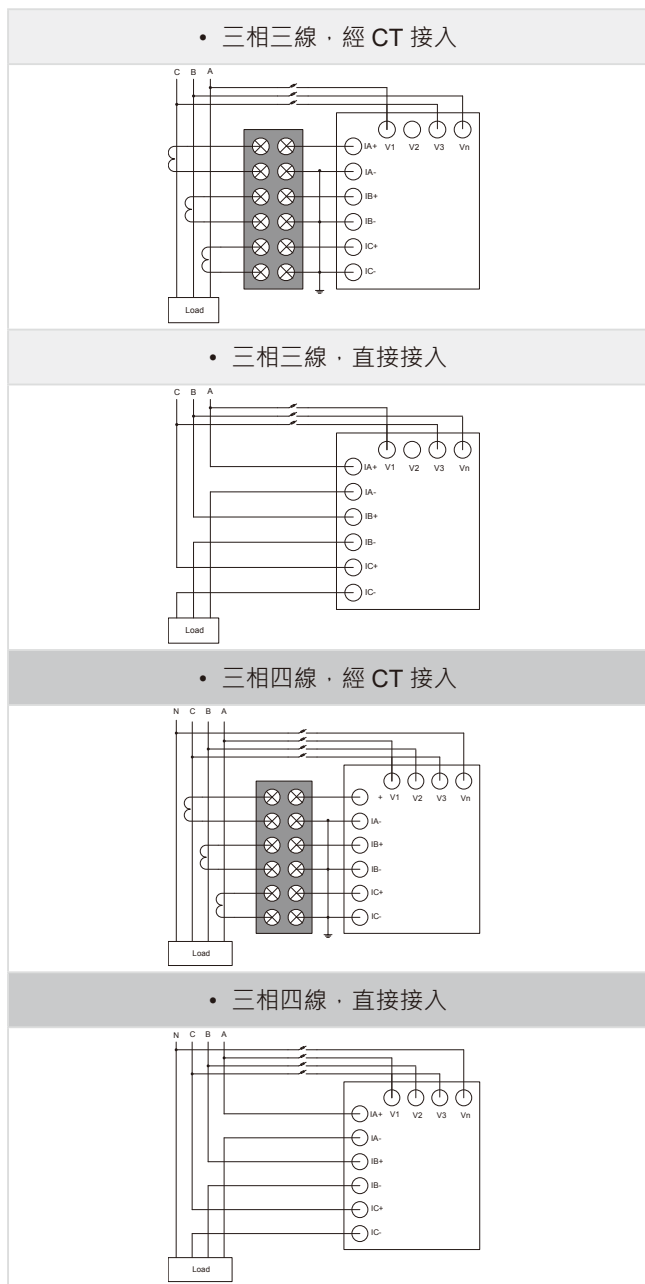 • 三相三線，經 CT 接入
C B A
V1 V2 V3 Vn
IA+
IA-
IB+
IB-
IC+
IC-
Load
• 三相三線，直接接入
C B A
V1 V2 V3 Vn
IA+
IA-
IB+
IB-
IC+
IC-
Load
• 三相四線，經 CT 接入
N C B A
+ V1 V2 V3 Vn
IA-
IB+
IB-
IC+
IC-
Load
• 三相四線，直接接入
N C B A
IA+ V1 V2 V3 Vn
IA-
IB+
IB-
IC+
IC-
Load